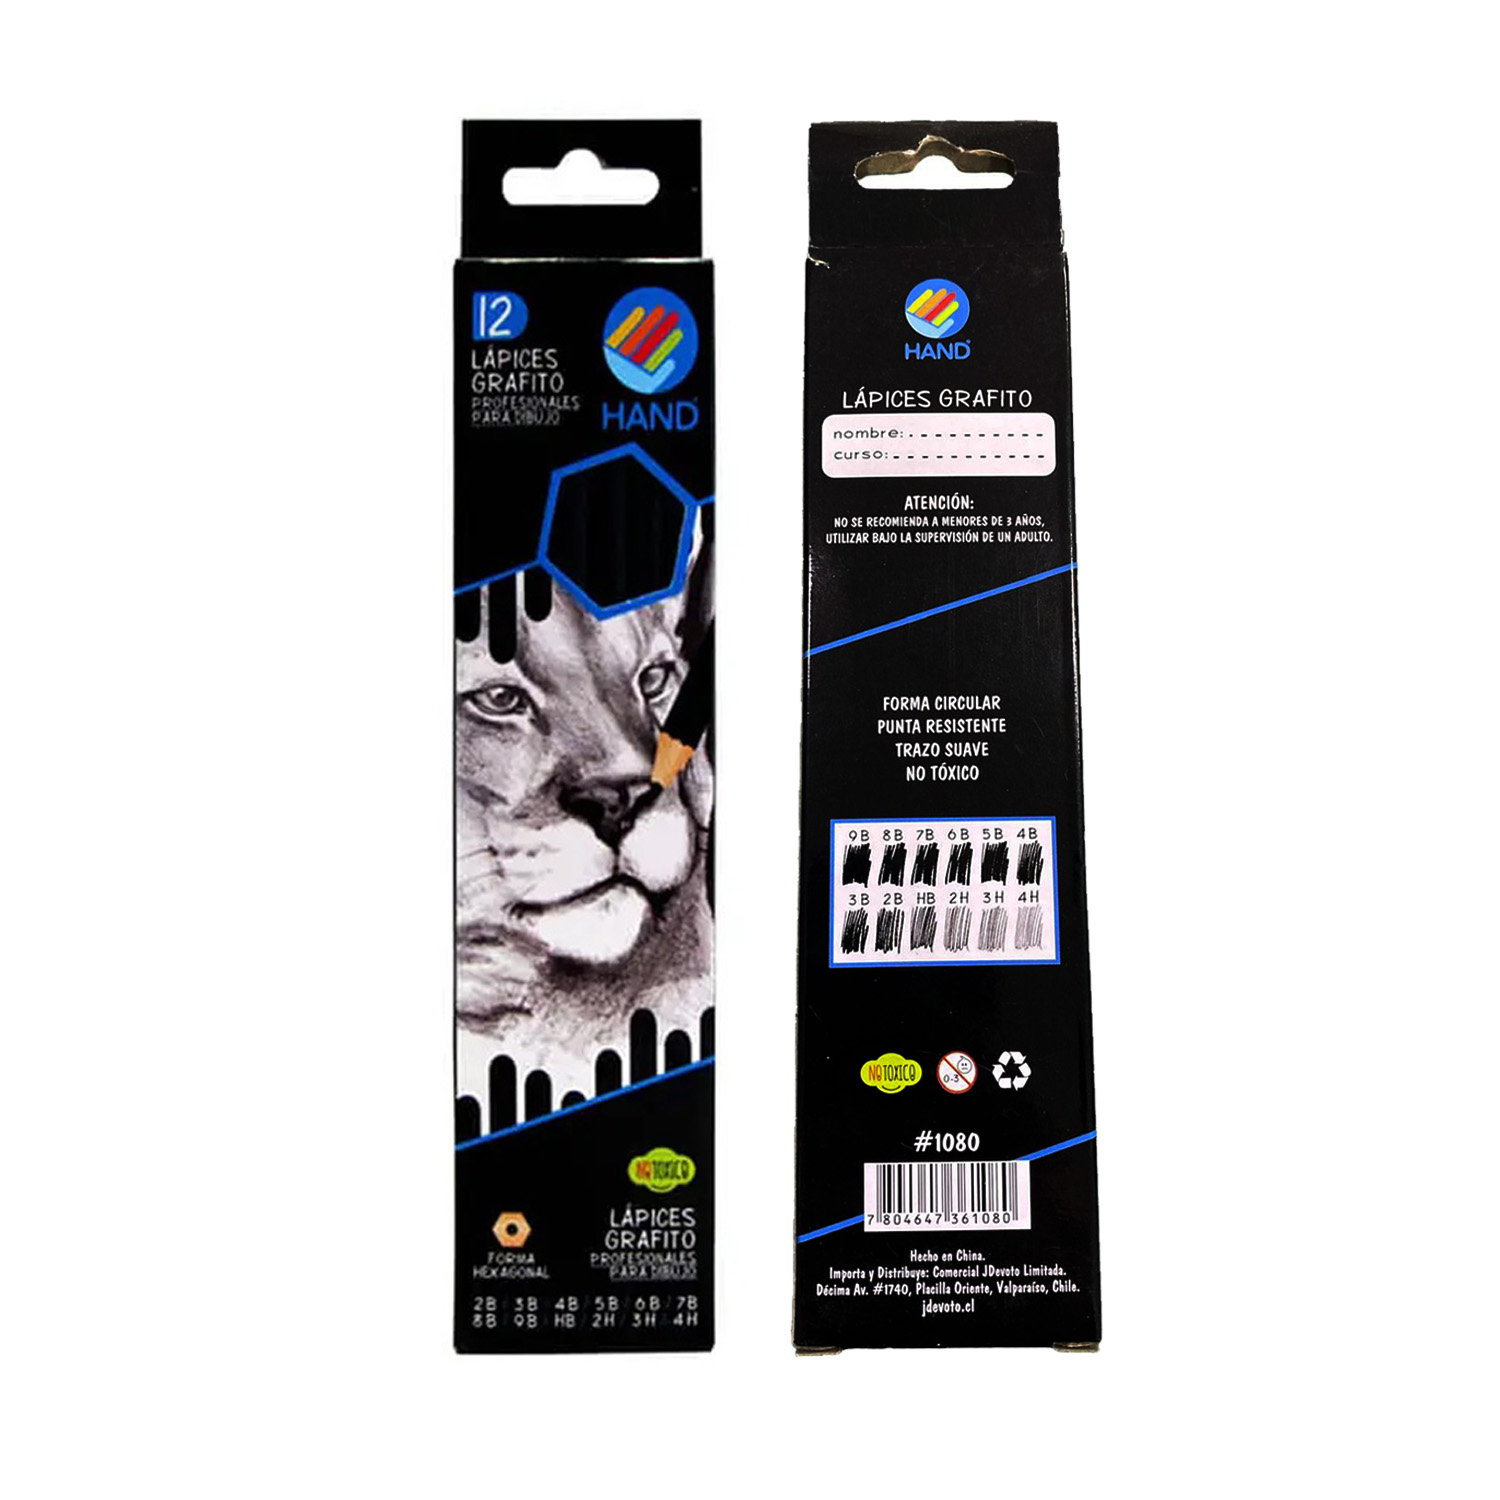 12
LÁPICES
GRAFITO
PROFESIONALES
PARA DIBUJO
HAND
NO TOXICO
FORMA
HEXAGONAL
LÁPICES
GRAFITO
PROFESIONALES
PARA DIBUJO
2B / 3B / 4B / 5B / 6B / 7B
8B / 9B / HB / 2H / 3H / 4H
HAND
LÁPICES GRAFITO
nombre: . - - - - - - - - -
curso: - - - - - - - - - - -
ATENCIÓN:
NO SE RECOMIENDA A MENORES DE 3 AÑOS,
UTILIZAR BAJO LA SUPERVISIÓN DE UN ADULTO.
FORMA CIRCULAR
PUNTA RESISTENTE
TRAZO SUAVE
NO TÓXICO
9B 8B 7B 6B 5B 4B
3B 2B HB 2H 3H 4H
NO TOXICO
0-3
#1080
7 804647 361080
Hecho en China.
Importa y Distribuye: Comercial JDevoto Limitada.
Décima Av. #1740, Placilla Oriente, Valparaíso, Chile.
jdevoto.cl